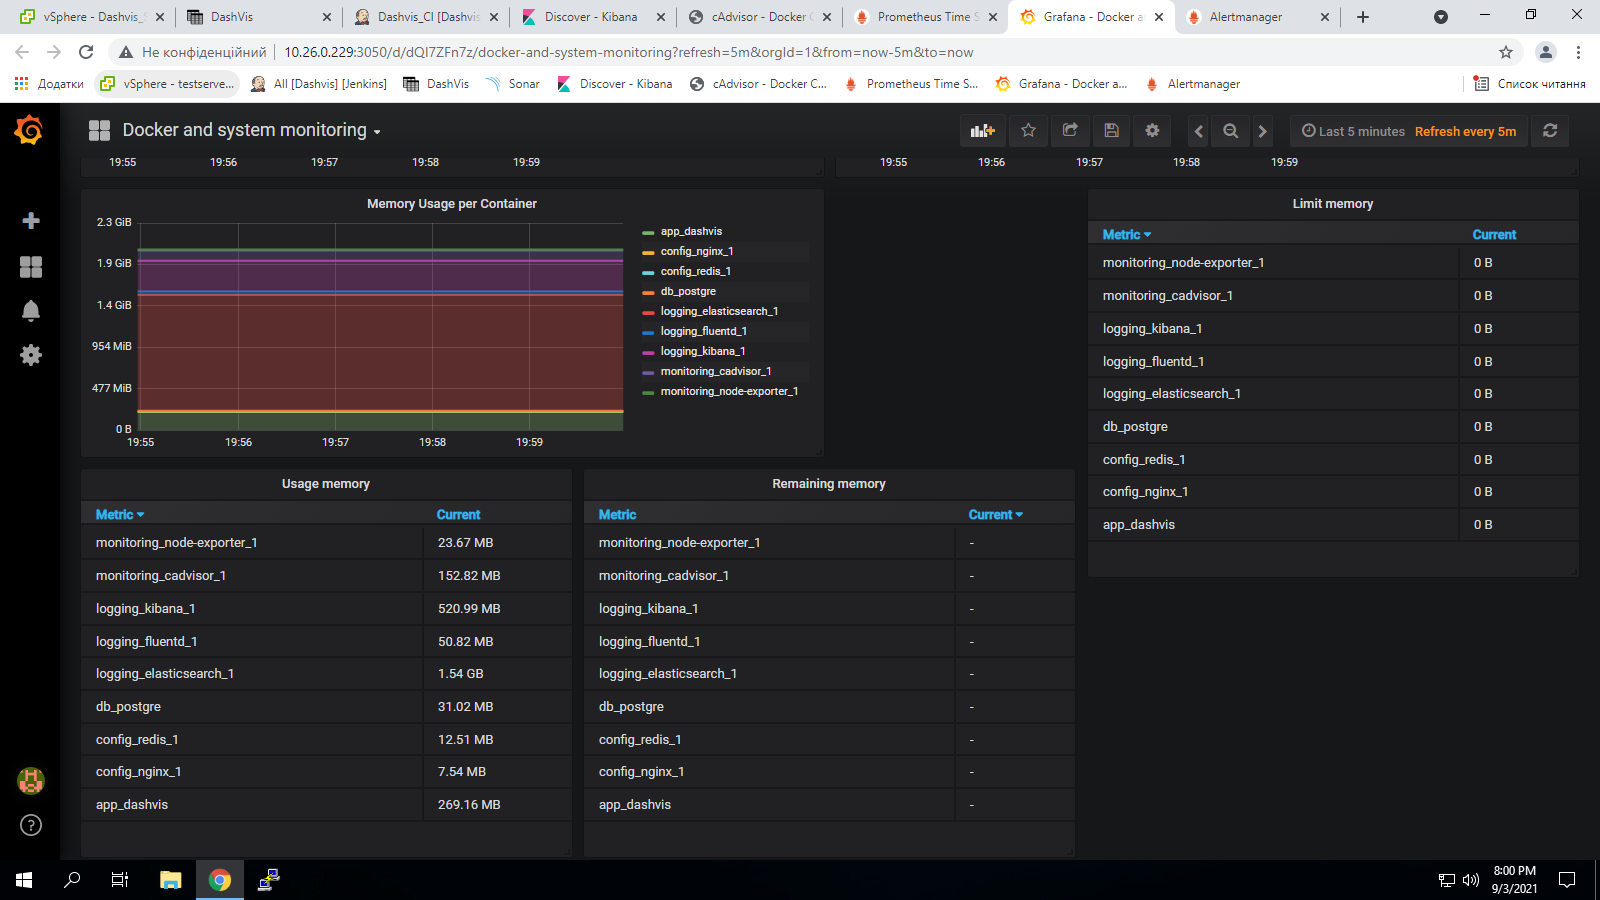 vSphere - Dashvis_
DashVis
Dashvis_CI [Dashvis
Discover - Kibana
cAdvisor - Docker C
Prometheus Time S
Grafana - Docker a
Alertmanager
Не конфіденційний
10.26.0.229:3050/d/dQI7ZFn7z/docker-and-system-monitoring?refresh=5m&orgId=1&from=now-5m&to=now
Додатки
vSphere - testserve...
All [Dashvis] [Jenkins]
DashVis
Sonar
Discover - Kibana
cAdvisor - Docker C...
Prometheus Time S...
Grafana - Docker a...
Alertmanager
Список читання
Docker and system monitoring
Last 5 minutes Refresh every 5m
19:55 19:56 19:57 19:58 19:59
19:55 19:56 19:57 19:58 19:59
Memory Usage per Container
2.3 GiB
1.9 GiB
1.4 GiB
954 MiB
477 MiB
0 B
19:55 19:56 19:57 19:58 19:59
app_dashvis
config_nginx_1
config_redis_1
db_postgre
logging_elasticsearch_1
logging_fluentd_1
logging_kibana_1
monitoring_cadvisor_1
monitoring_node-exporter_1
Limit memory
Metric Current
monitoring_node-exporter_1 0 B
monitoring_cadvisor_1 0 B
logging_kibana_1 0 B
logging_fluentd_1 0 B
logging_elasticsearch_1 0 B
db_postgre 0 B
config_redis_1 0 B
config_nginx_1 0 B
app_dashvis 0 B
Usage memory
Metric Current
monitoring_node-exporter_1 23.67 MB
monitoring_cadvisor_1 152.82 MB
logging_kibana_1 520.99 MB
logging_fluentd_1 50.82 MB
logging_elasticsearch_1 1.54 GB
db_postgre 31.02 MB
config_redis_1 12.51 MB
config_nginx_1 7.54 MB
app_dashvis 269.16 MB
Remaining memory
Metric Current
monitoring_node-exporter_1 -
monitoring_cadvisor_1 -
logging_kibana_1 -
logging_fluentd_1 -
logging_elasticsearch_1 -
db_postgre -
config_redis_1 -
config_nginx_1 -
app_dashvis -
8:00 PM
9/3/2021